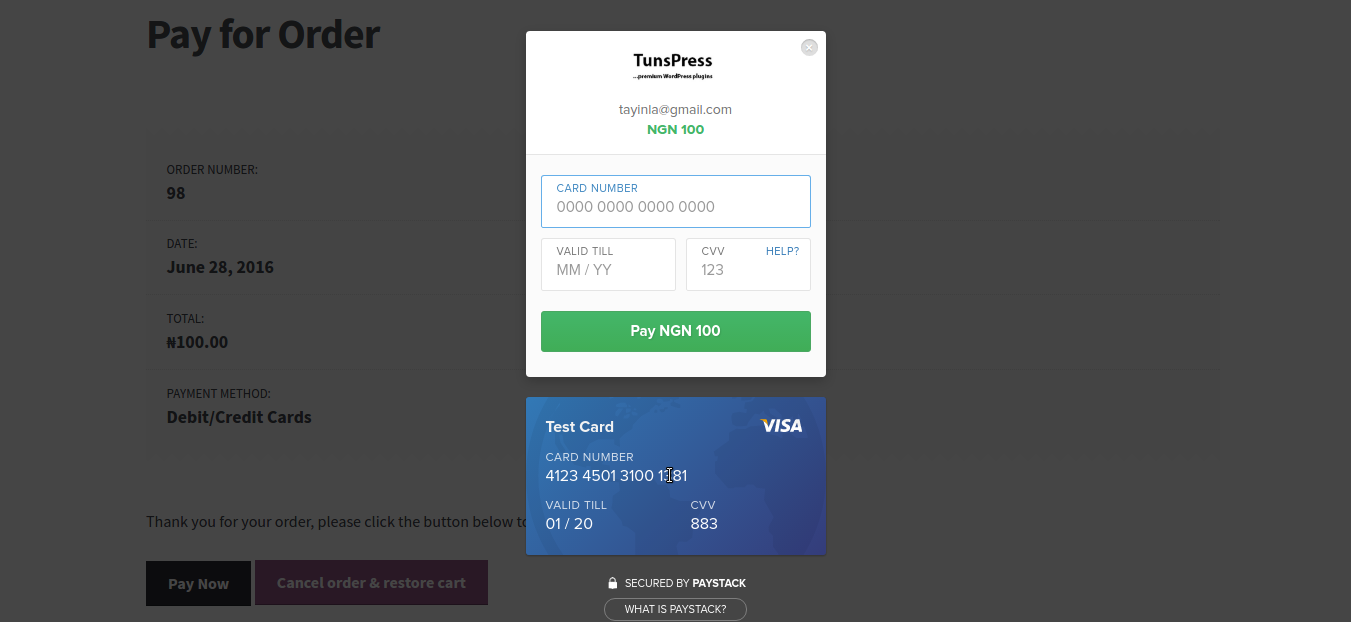 Pay for Order
ORDER NUMBER:
98
DATE:
June 28, 2016
TOTAL:
₦100.00
PAYMENT METHOD:
Debit/Credit Cards
Thank you for your order, please click the button below to
Pay Now
Cancel order & restore cart
TunsPress
...premium WordPress plugins
tayinla@gmail.com
NGN 100
CARD NUMBER
0000 0000 0000 0000
VALID TILL
MM / YY
CVV
HELP?
123
Pay NGN 100
Test Card
VISA
CARD NUMBER
4123 4501 3100 1381
VALID TILL
01 / 20
CVV
883
SECURED BY PAYSTACK
WHAT IS PAYSTACK?